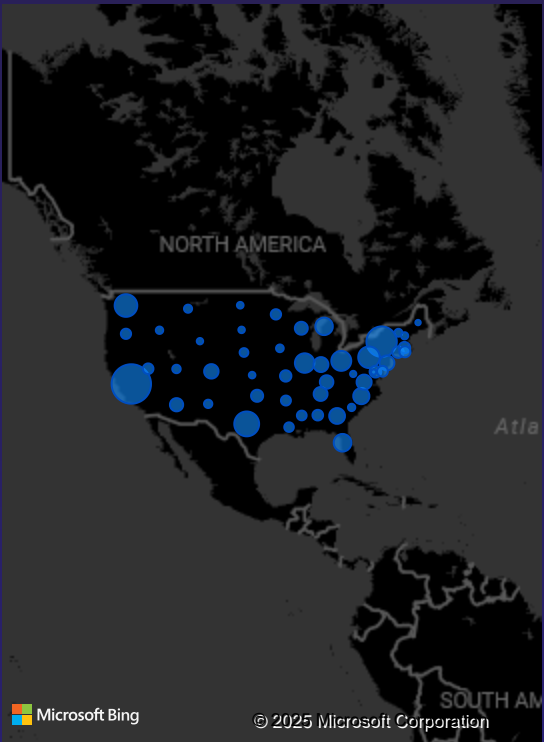 NORTH AMERICA
Atla
SOUTH AM
Microsoft Bing
© 2025 Microsoft Corporation